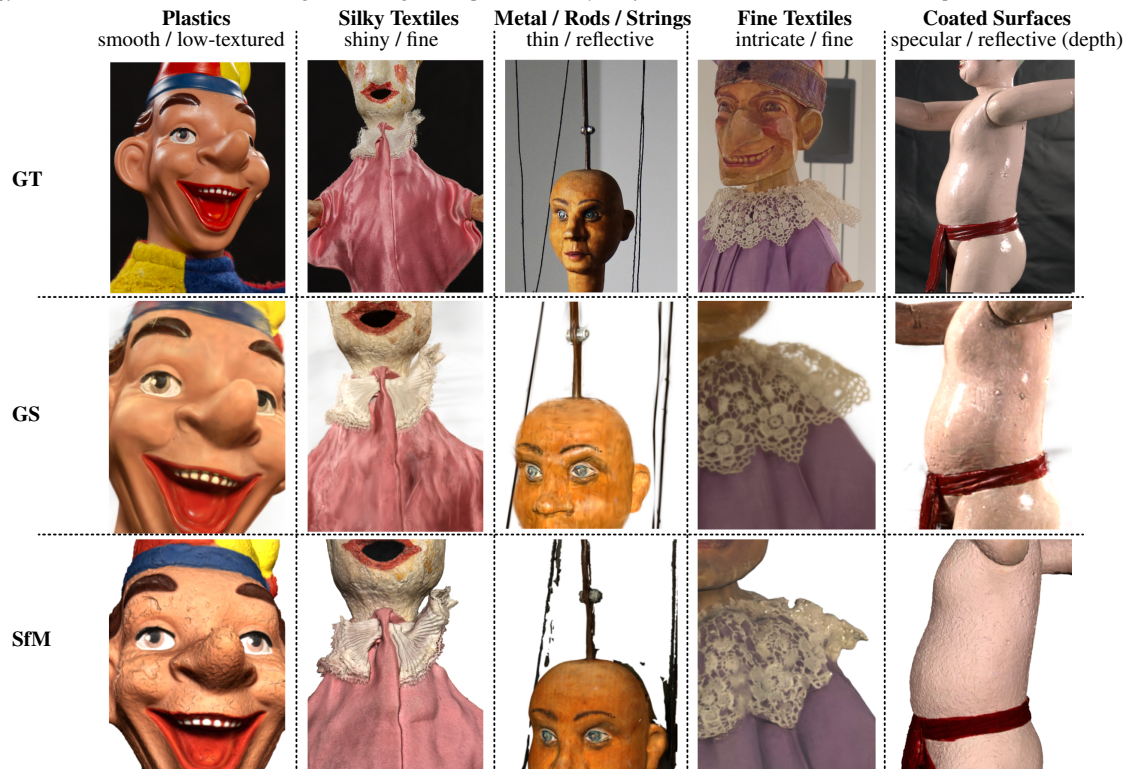 Plastics
smooth / low-textured
Silky Textiles
shiny / fine
Metal / Rods / Strings
thin / reflective
Fine Textiles
intricate / fine
Coated Surfaces
specular / reflective (depth)
GT
GS
SfM